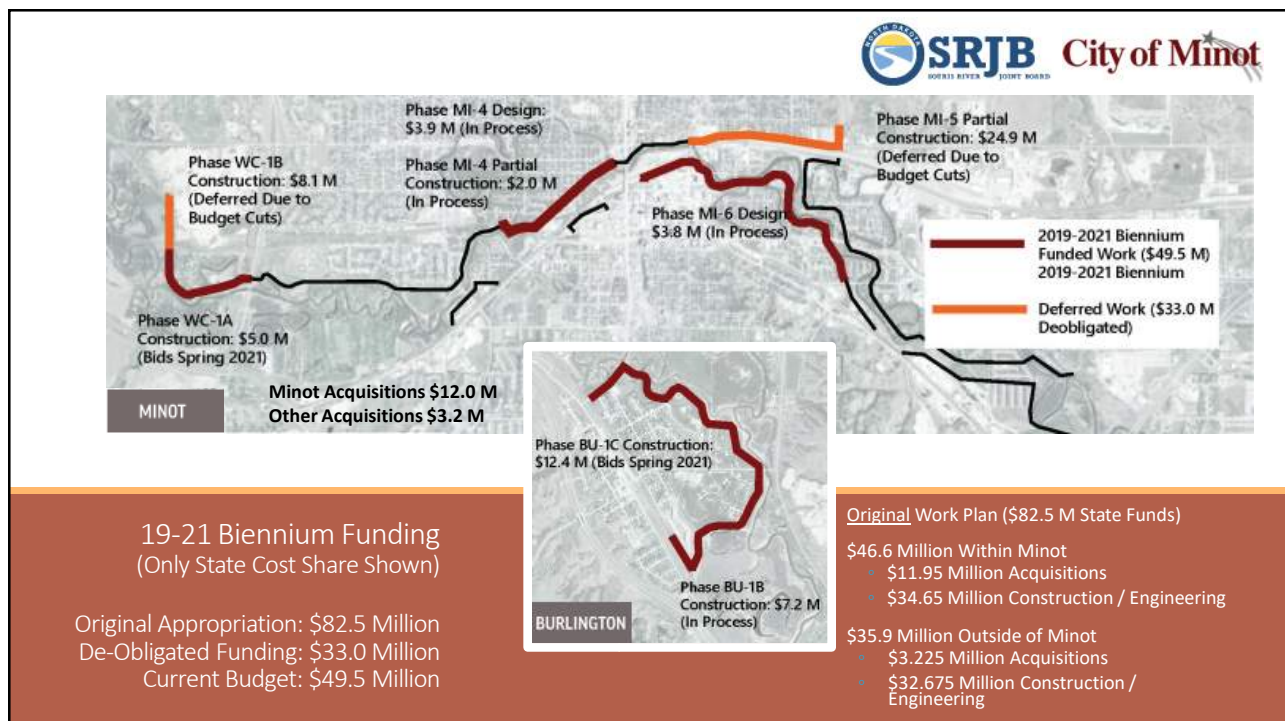 NORTH DAKOTA
SRJB
SOURIS RIVER JOINT BOARD
City of Minot
Phase WC-1B
Construction: $8.1 M
(Deferred Due to
Budget Cuts)
Phase MI-4 Design:
$3.9 M (In Process)
Phase MI-4 Partial
Construction: $2.0 M
(In Process)
Phase MI-6 Design
$3.8 M (In Process)
Phase MI-5 Partial
Construction: $24.9 M
(Deferred Due to
Budget Cuts)
2019-2021 Biennium
Funded Work ($49.5 M)
2019-2021 Biennium
Deferred Work ($33.0 M
Deobligated)
Phase WC-1A
Construction: $5.0 M
(Bids Spring 2021)
Minot Acquisitions $12.0 M
Other Acquisitions $3.2 M
MINOT
Phase BU-1C Construction:
$12.4 M (Bids Spring 2021)
Phase BU-1B
Construction: $7.2 M
(In Process)
BURLINGTON
19-21 Biennium Funding
(Only State Cost Share Shown)
Original Appropriation: $82.5 Million
De-Obligated Funding: $33.0 Million
Current Budget: $49.5 Million
Original Work Plan ($82.5 M State Funds)
$46.6 Million Within Minot
◦ $11.95 Million Acquisitions
◦ $34.65 Million Construction / Engineering
$35.9 Million Outside of Minot
◦ $3.225 Million Acquisitions
◦ $32.675 Million Construction /
Engineering